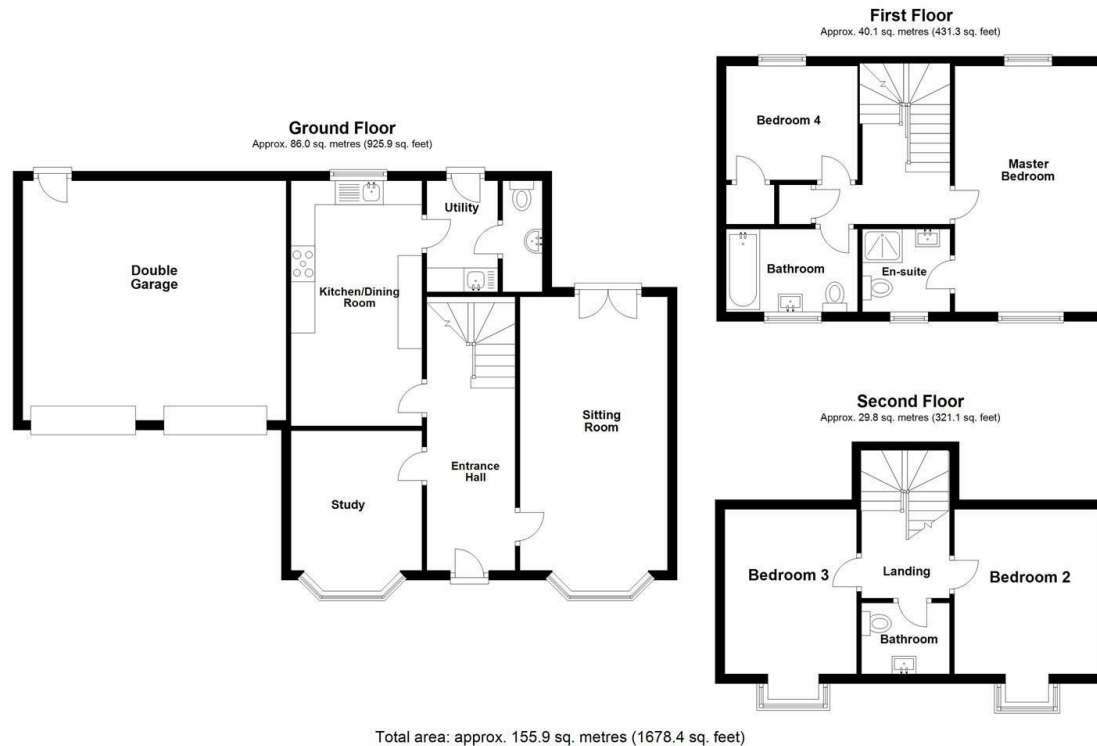 Ground Floor
Approx. 86.0 sq. metres (925.9 sq. feet)
Double
Garage
Kitchen/Dining
Room
Utility
Sitting
Room
Entrance
Hall
Study
First Floor
Approx. 40.1 sq. metres (431.3 sq. feet)
Bedroom 4
Master
Bedroom
Bathroom
En-suite
Second Floor
Approx. 29.8 sq. metres (321.1 sq. feet)
Bedroom 3
Landing
Bedroom 2
Bathroom
Total area: approx. 155.9 sq. metres (1678.4 sq. feet)